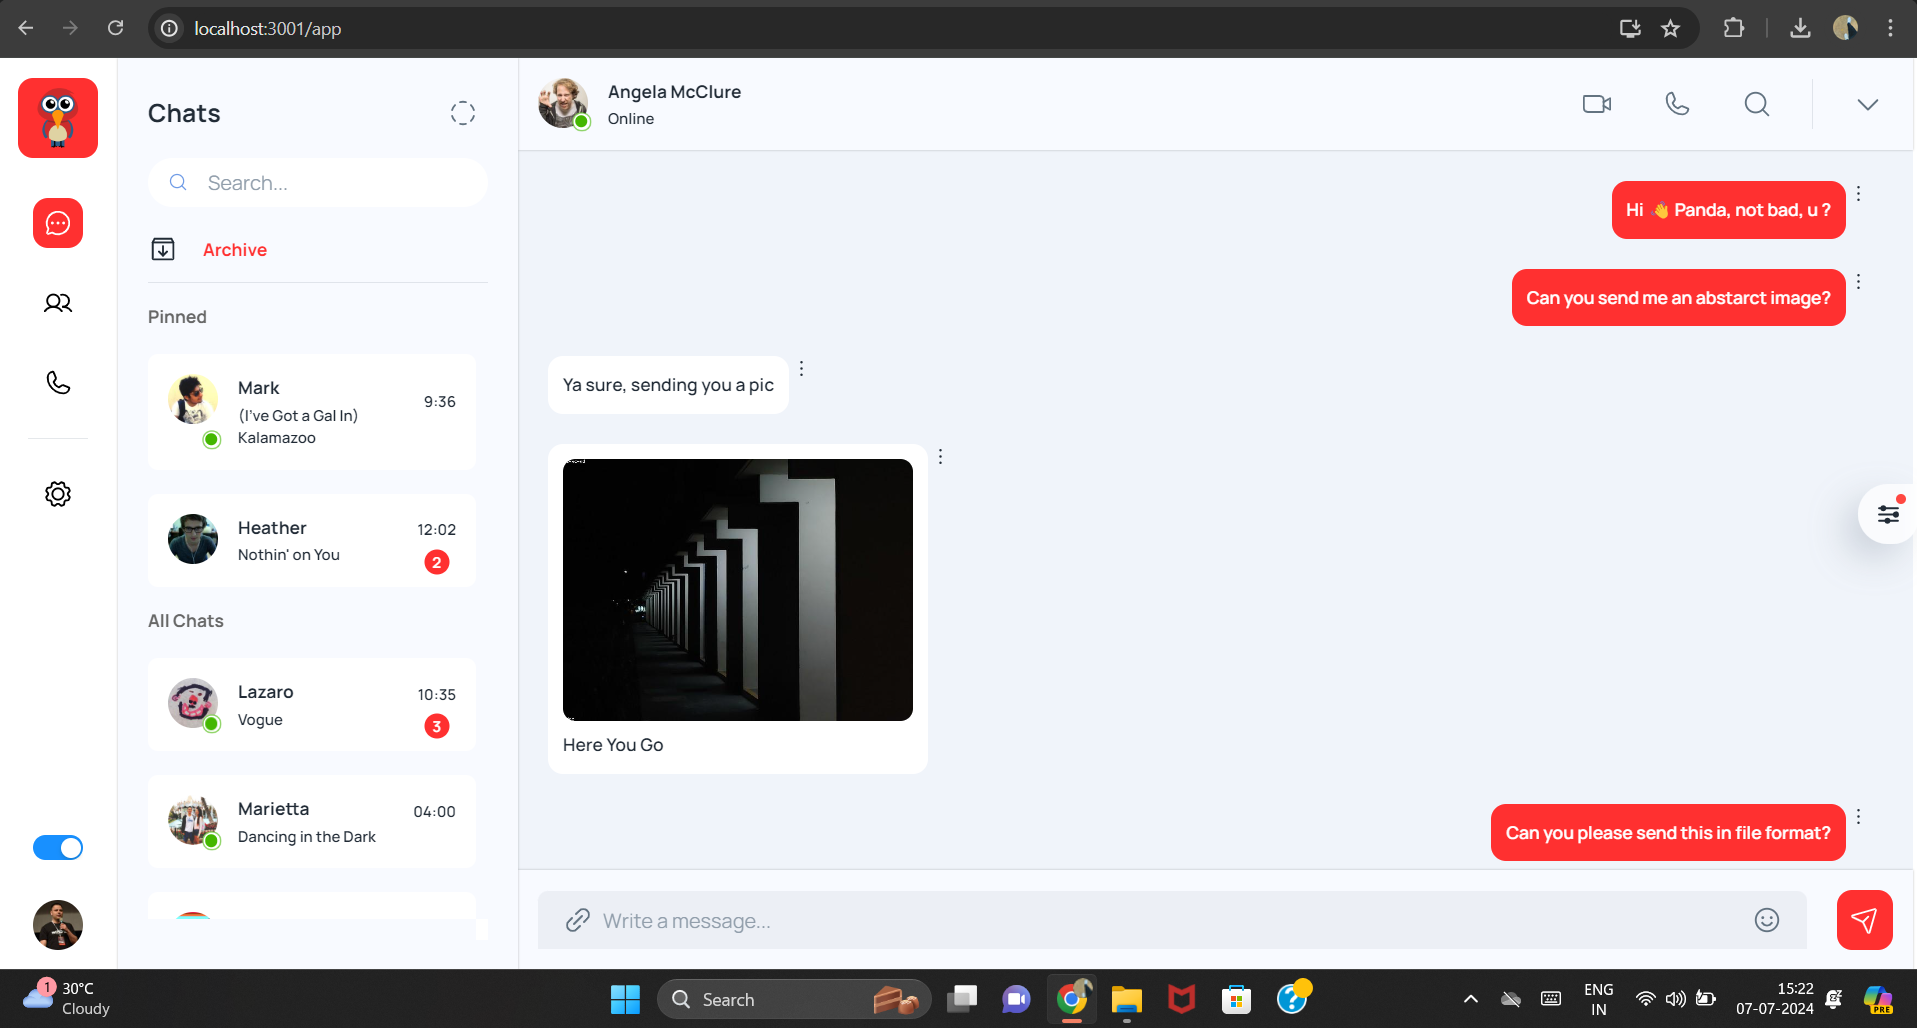 localhost:3001/app
Chats
Search...
Archive
Pinned
Mark
9:36
(I've Got a Gal In)
Kalamazoo
Heather
12:02
Nothin' on You
2
All Chats
Lazaro
10:35
Vogue
3
Marietta
04:00
Dancing in the Dark
Angela McClure
Online
Hi 👋 Panda, not bad, u ?
Can you send me an abstarct image?
Ya sure, sending you a pic
Here You Go
Can you please send this in file format?
Write a message...
1
30°C
Cloudy
Search
ENG
IN
15:22
07-07-2024
PRE